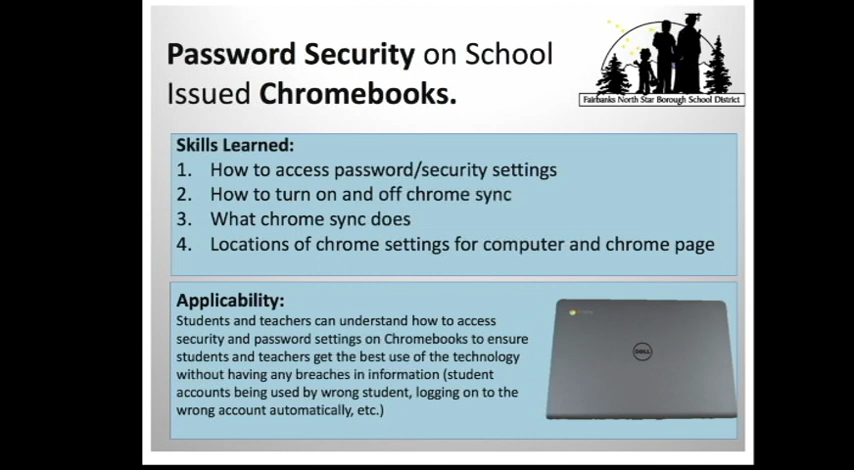 Password Security on School
Issued Chromebooks.
Fairbanks North Star Borough School District
Skills Learned:
1. How to access password/security settings
2. How to turn on and off chrome sync
3. What chrome sync does
4. Locations of chrome settings for computer and chrome page
Applicability:
Students and teachers can understand how to access
security and password settings on Chromebooks to ensure
students and teachers get the best use of the technology
without having any breaches in information (student
accounts being used by wrong student, logging on to the
wrong account automatically, etc.)
DELL